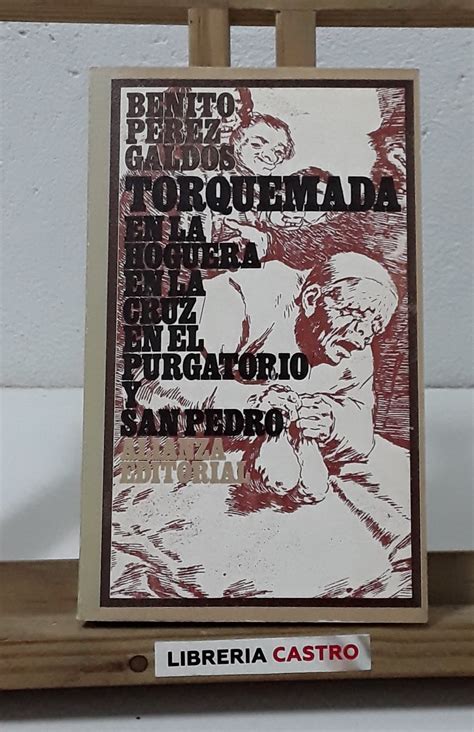 BENITO
PEREZ
GALDOS
TORQUEMADA
EN LA
HOGUERA
EN LA
CRUZ
EN EL
PURGATORIO
Y
SAN PEDRO
ALIANZA
EDITORIAL
LIBRERIA CASTRO